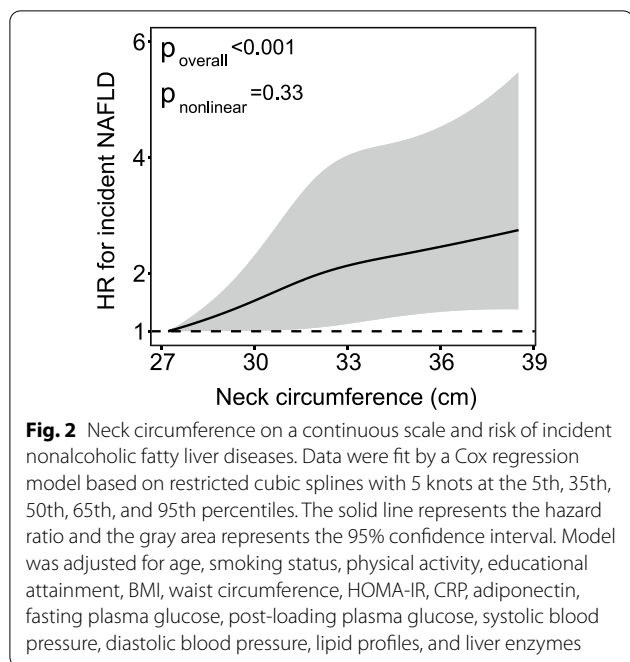 6
p overall <0.001
p nonlinear =0.33
4
HR for incident NAFLD
2
1
27 30 33 36 39
Neck circumference (cm)
Fig. 2 Neck circumference on a continuous scale and risk of incident
nonalcoholic fatty liver diseases. Data were fit by a Cox regression
model based on restricted cubic splines with 5 knots at the 5th, 35th,
50th, 65th, and 95th percentiles. The solid line represents the hazard
ratio and the gray area represents the 95% confidence interval. Model
was adjusted for age, smoking status, physical activity, educational
attainment, BMI, waist circumference, HOMA-IR, CRP, adiponectin,
fasting plasma glucose, post-loading plasma glucose, systolic blood
pressure, diastolic blood pressure, lipid profiles, and liver enzymes